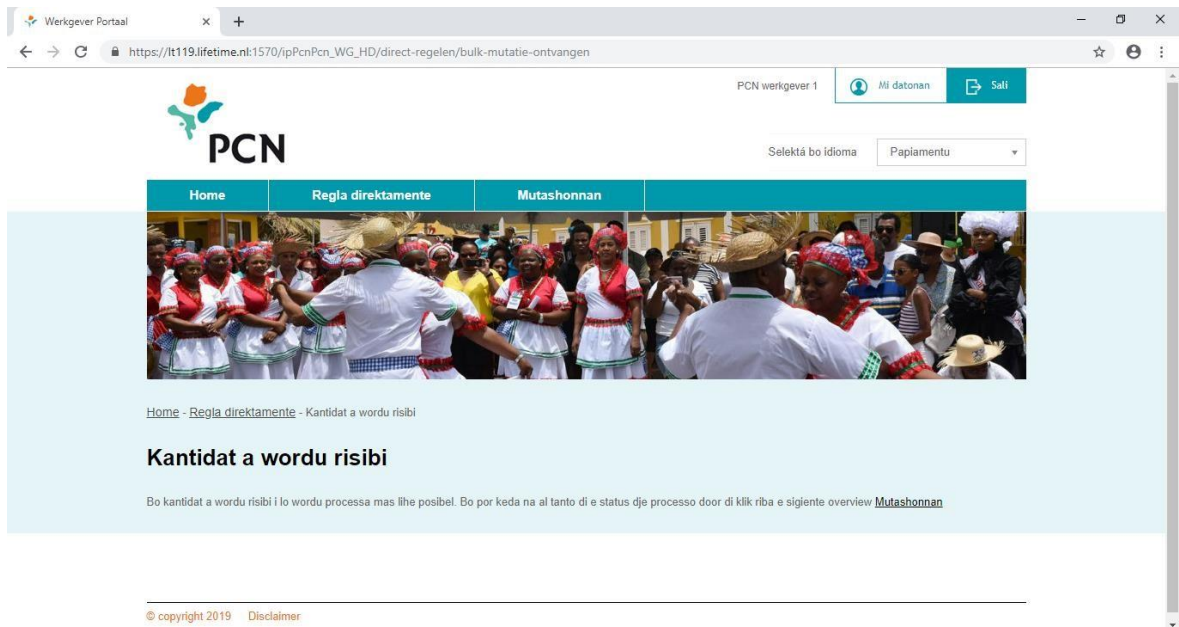 Werkgever Portaal
https://lt119.lifetime.nl:1570/ipPcnPcn_WG_HD/direct-regelen/bulk-mutatie-ontvangen
PCN werkgever 1
Mi datonan
Sali
PCN
Selektá bo idioma
Papiamentu
Home
Regla direktamente
Mutashonnan
Home - Regla direktamente - Kantidat a wordu risibi
Kantidat a wordu risibi
Bo kantidat a wordu risibi i lo wordu processa mas lihe posibel. Bo por keda na al tanto di e status dje processo door di klik riba e sigiente overview Mutashonnan
© copyright 2019 Disclaimer